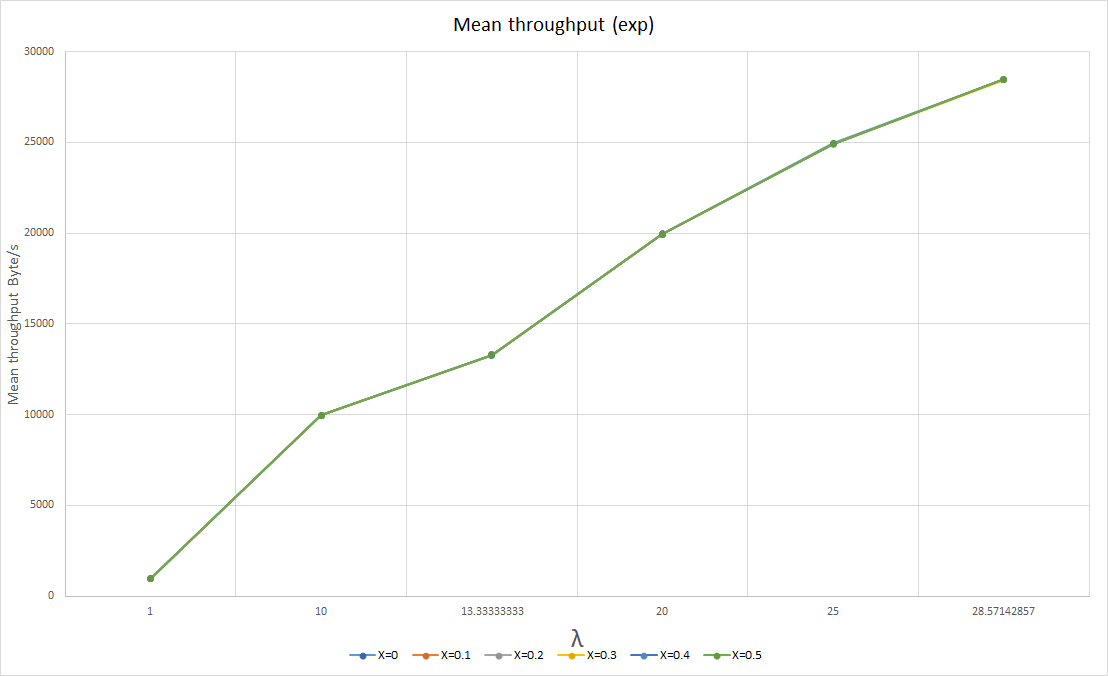 Mean throughput (exp)
30000
25000
20000
15000
10000
5000
0
Mean throughput Byte/s
1 10 13.33333333 20 25 28.57142857
λ
X=0 X=0.1 X=0.2 X=0.3 X=0.4 X=0.5